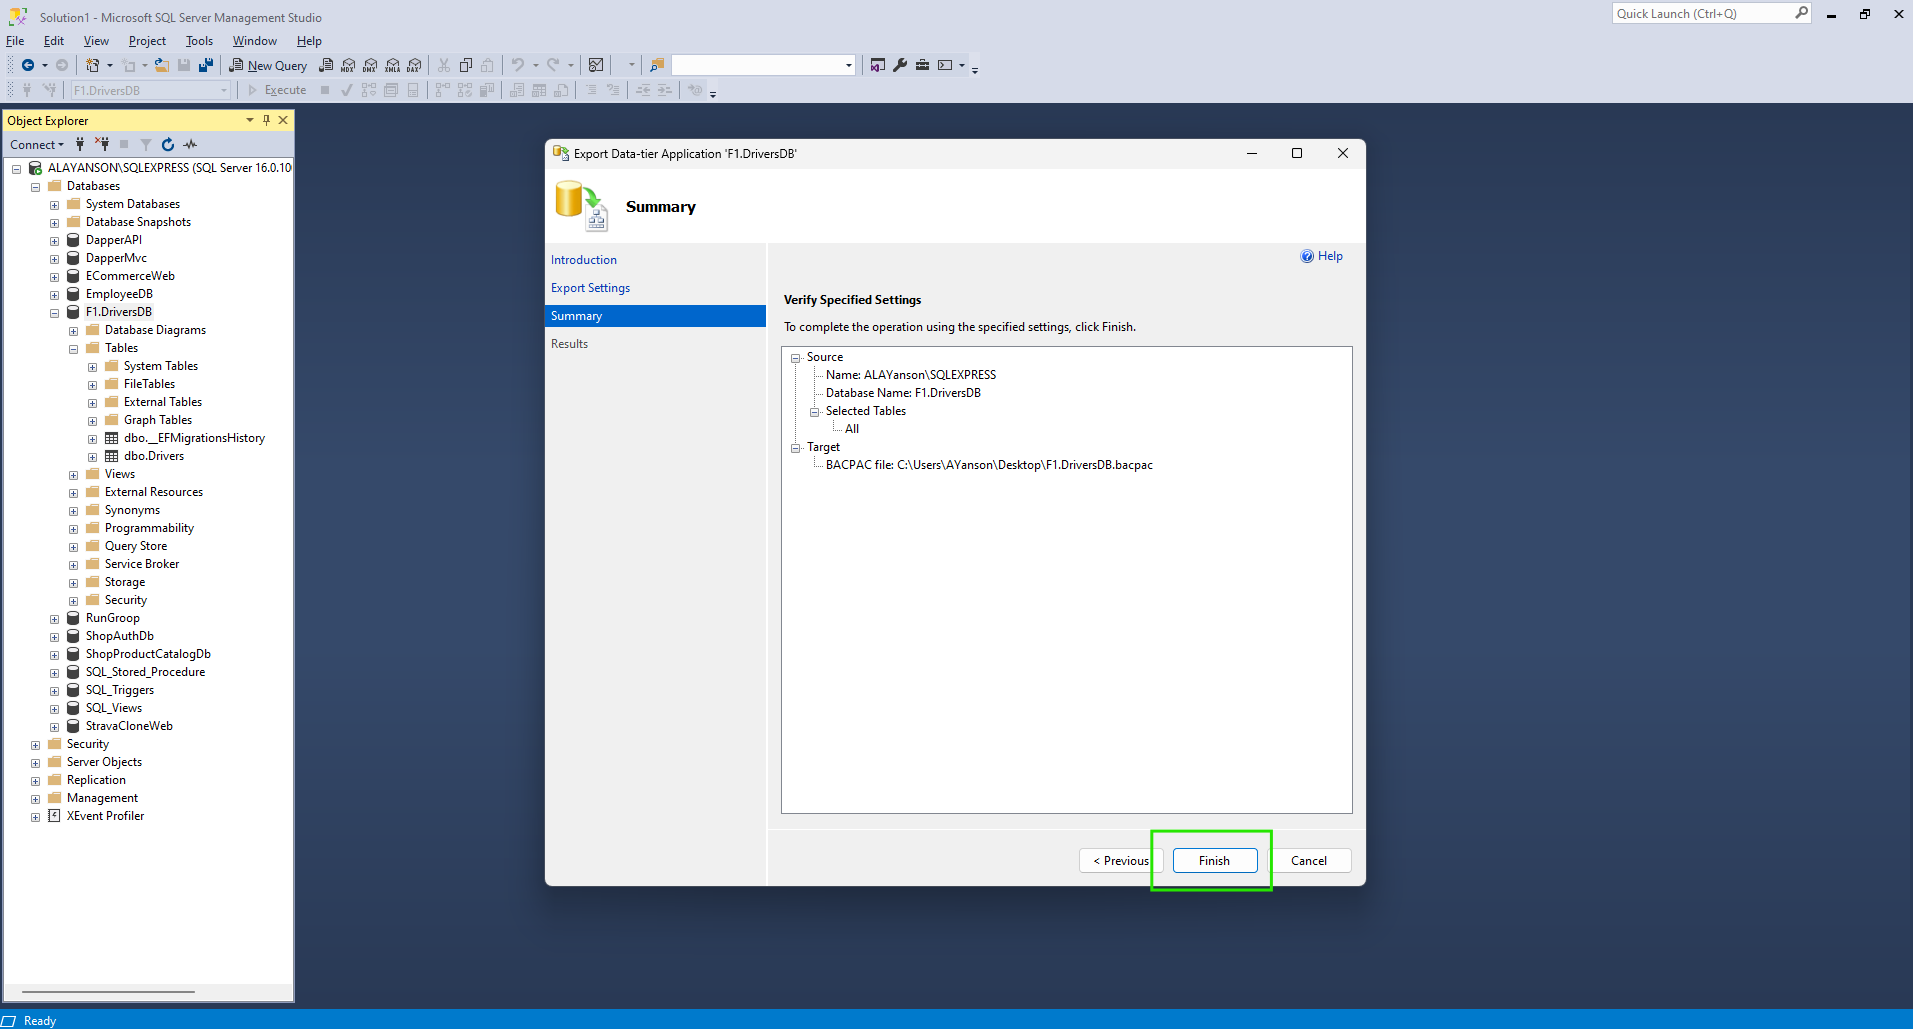 Solution1 - Microsoft SQL Server Management Studio
Quick Launch (Ctrl+Q)
File Edit View Project Tools Window Help
New Query MDX DMX XMLA DAX
F1.DriversDB Execute
Object Explorer
Connect
ALAYANSON\SQLEXPRESS (SQL Server 16.0.10
Databases
System Databases
Database Snapshots
DapperAPI
DapperMvc
ECommerceWeb
EmployeeDB
F1.DriversDB
Database Diagrams
Tables
System Tables
FileTables
External Tables
Graph Tables
dbo.__EFMigrationsHistory
dbo.Drivers
Views
External Resources
Synonyms
Programmability
Query Store
Service Broker
Storage
Security
RunGroop
ShopAuthDb
ShopProductCatalogDb
SQL_Stored_Procedure
SQL_Triggers
SQL_Views
StravaCloneWeb
Security
Server Objects
Replication
Management
XEvent Profiler
Export Data-tier Application 'F1.DriversDB'
Summary
Introduction
Export Settings
Summary
Results
Help
Verify Specified Settings
To complete the operation using the specified settings, click Finish.
Source
Name: ALAYanson\SQLEXPRESS
Database Name: F1.DriversDB
Selected Tables
All
Target
BACPAC file: C:\Users\AYanson\Desktop\F1.DriversDB.bacpac
< Previous Finish Cancel
Ready